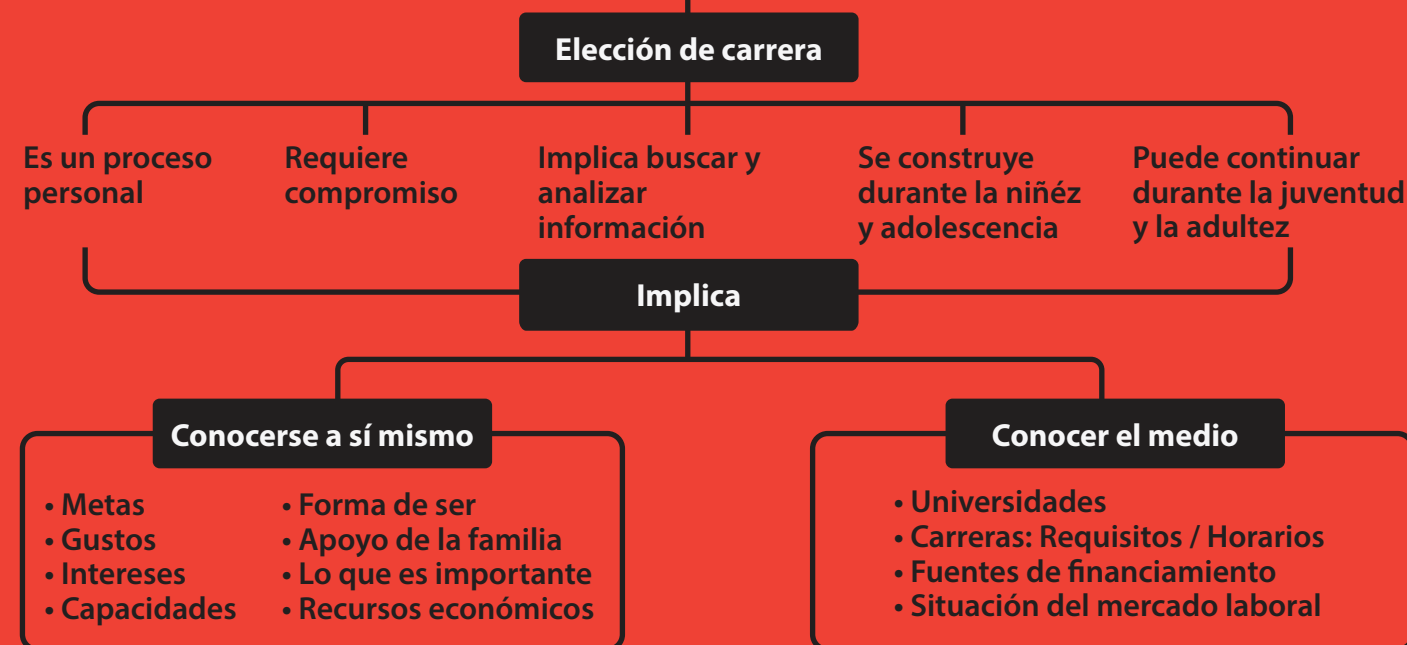 Elección de carrera
Es un proceso
personal
Requiere
compromiso
Implica buscar y
analizar
información
Se construye
durante la niñéz
y adolescencia
Puede continuar
durante la juventud
y la adultez
Implica
Conocerse a sí mismo
• Metas
• Gustos
• Intereses
• Capacidades
• Forma de ser
• Apoyo de la familia
• Lo que es importante
• Recursos económicos
Conocer el medio
• Universidades
• Carreras: Requisitos / Horarios
• Fuentes de financiamiento
• Situación del mercado laboral